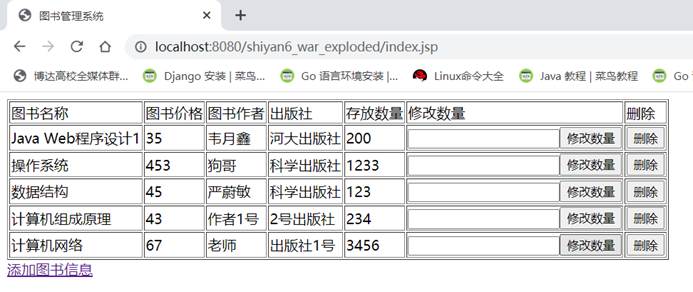 图书管理系统
localhost:8080/shiyan6_war_exploded/index.jsp
博达高校全媒体群... Django 安装 | 菜鸟... Go 语言环境安装 |... Linux命令大全 Java 教程 | 菜鸟教程 Go
图书名称 图书价格 图书作者 出版社 存放数量 修改数量 删除
Java Web程序设计1 35 韦月鑫 河大出版社 200 修改数量 删除
操作系统 453 狗哥 科学出版社 1233 修改数量 删除
数据结构 45 严蔚敏 科学出版社 123 修改数量 删除
计算机组成原理 43 作者1号 2号出版社 234 修改数量 删除
计算机网络 67 老师 出版社1号 3456 修改数量 删除
添加图书信息